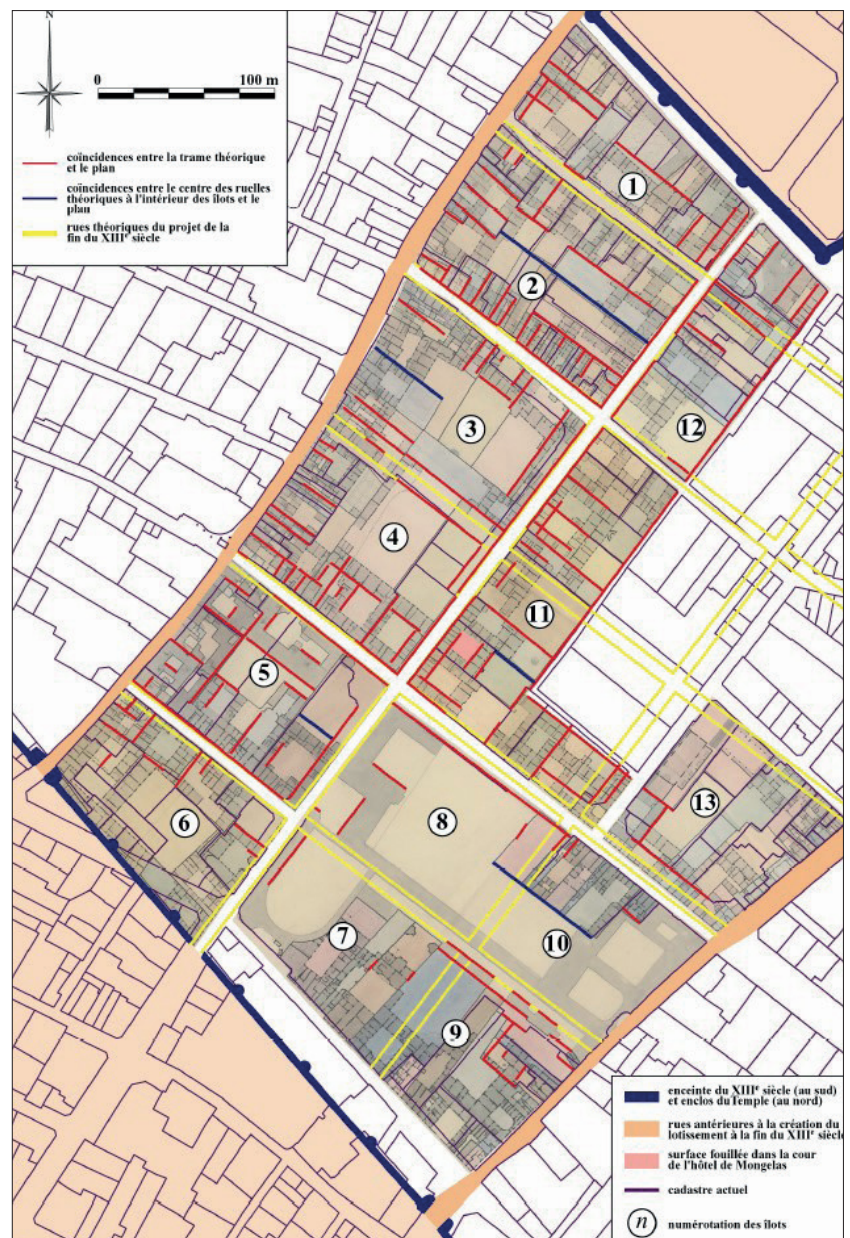 N
0 100 m
coïncidences entre la trame théorique
et le plan
coïncidences entre le centre des ruelles
théoriques à l'intérieur des îlots et le
plan
rues théoriques du projet de la
fin du XIIIe siècle
1
2
3
12
4
11
5
13
6
8
7
10
9
enceinte du XIIIe siècle (au sud)
et enclos du Temple (au nord)
rues antérieures à la création du
lotissement à la fin du XIIIe siècle
surface fouillée dans la cour
de l'hôtel de Mongelas
cadastre actuel
n numérotation des îlots